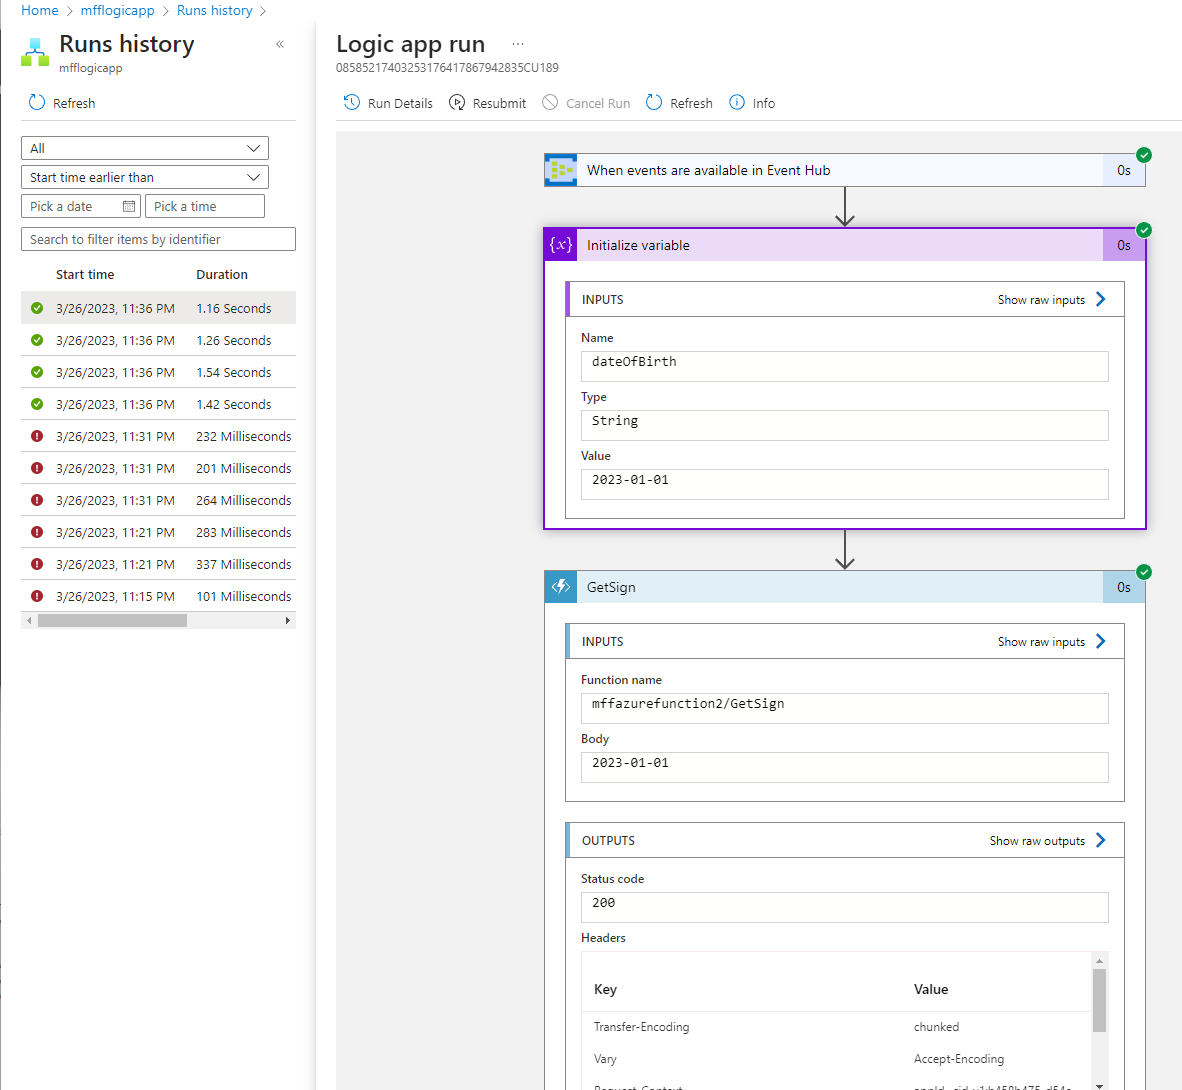 Home > mfflogicapp > Runs history >
Runs history
mfflogicapp
«
Refresh
All
Start time earlier than
Pick a date
Pick a time
Search to filter items by identifier
Start time Duration
3/26/2023, 11:36 PM 1.16 Seconds
3/26/2023, 11:36 PM 1.26 Seconds
3/26/2023, 11:36 PM 1.54 Seconds
3/26/2023, 11:36 PM 1.42 Seconds
3/26/2023, 11:31 PM 232 Milliseconds
3/26/2023, 11:31 PM 201 Milliseconds
3/26/2023, 11:31 PM 264 Milliseconds
3/26/2023, 11:21 PM 283 Milliseconds
3/26/2023, 11:21 PM 337 Milliseconds
3/26/2023, 11:15 PM 101 Milliseconds
Logic app run ...
08585217403253176417867942835CU189
Run Details Resubmit Cancel Run Refresh Info
When events are available in Event Hub 0s
{x} Initialize variable 0s
INPUTS Show raw inputs
Name
dateOfBirth
Type
String
Value
2023-01-01
GetSign 0s
INPUTS Show raw inputs
Function name
mffazurefunction2/GetSign
Body
2023-01-01
OUTPUTS Show raw outputs
Status code
200
Headers
Key Value
Transfer-Encoding chunked
Vary Accept-Encoding
Request-Context